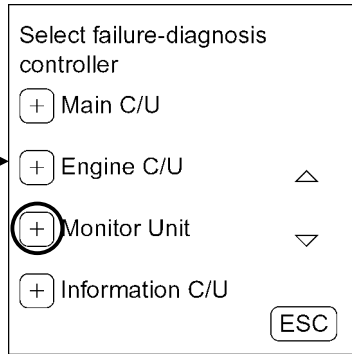 Select failure-diagnosis
controller
+ Main C/U
+ Engine C/U
+ Monitor Unit
+ Information C/U
ESC